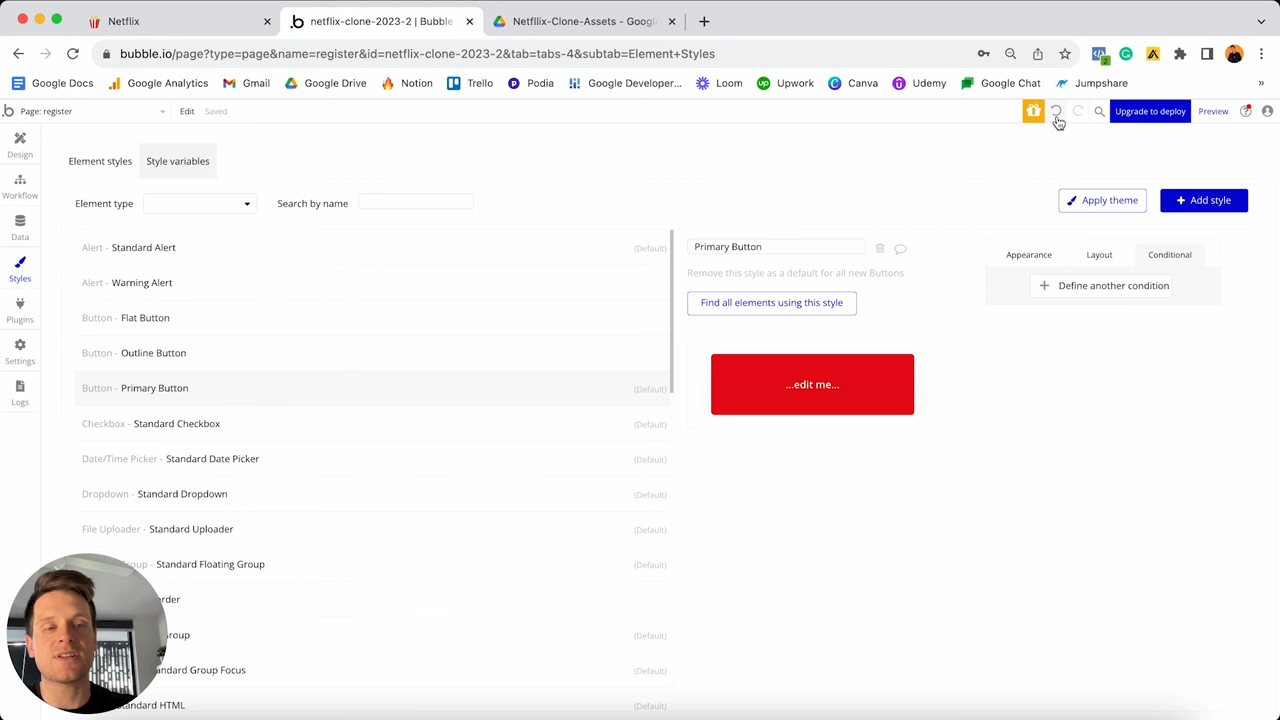 Netflix
netflix-clone-2023-2 | Bubble
Netfllix-Clone-Assets - Google
bubble.io/page?type=page&name=register&id=netflix-clone-2023-2&tab=tabs-4&subtab=Element+Styles
2
Google Docs
Google Analytics
Gmail
Google Drive
Notion
Trello
Podia
Google Developer...
Loom
Upwork
Canva
Udemy
Google Chat
Jumpshare
Page: register
Edit
Saved
Upgrade to deploy
Preview
Design
Workflow
Data
Styles
Plugins
Settings
Logs
Element styles
Style variables
Element type
Search by name
Apply theme
Add style
Alert - Standard Alert (Default)
Alert - Warning Alert
Button - Flat Button
Button - Outline Button
Button - Primary Button (Default)
Checkbox - Standard Checkbox (Default)
Date/Time Picker - Standard Date Picker (Default)
Dropdown - Standard Dropdown (Default)
File Uploader - Standard Uploader (Default)
Group - Standard Floating Group (Default)
(Default)
Group Focus (Default)
Standard HTML (Default)
Primary Button
Remove this style as a default for all new Buttons
Find all elements using this style
...edit me...
Appearance
Layout
Conditional
Define another condition